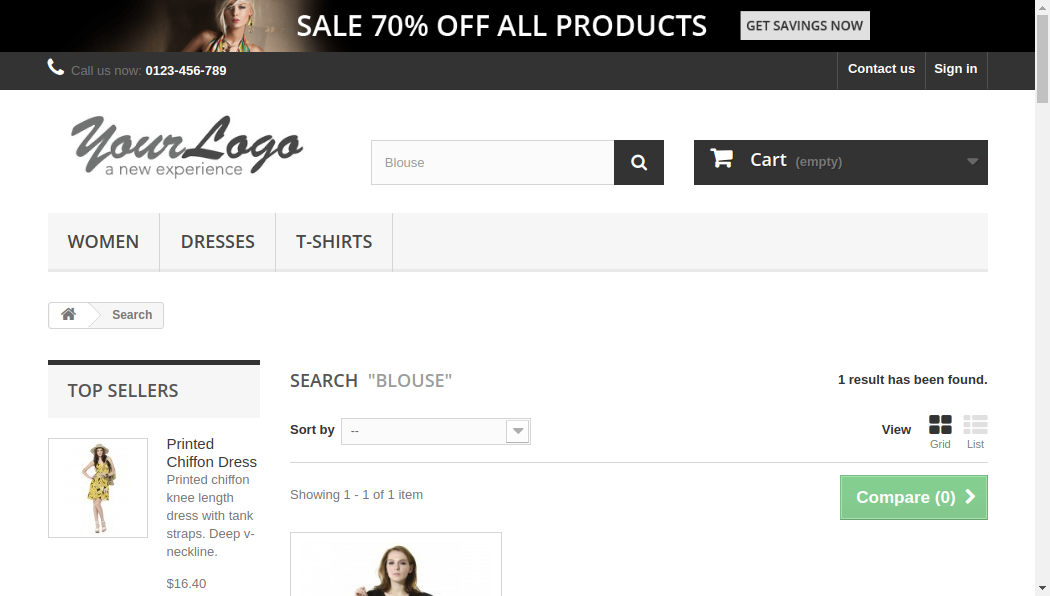 SALE 70% OFF ALL PRODUCTS GET SAVINGS NOW
Call us now: 0123-456-789
Contact us
Sign in
YourLogo
a new experience
Blouse
Cart (empty)
WOMEN
DRESSES
T-SHIRTS
Search
TOP SELLERS
Printed
Chiffon Dress
Printed chiffon
knee length
dress with tank
straps. Deep v-
neckline.
$16.40
SEARCH "BLOUSE"
1 result has been found.
Sort by --
View
Grid
List
Showing 1 - 1 of 1 item
Compare (0)